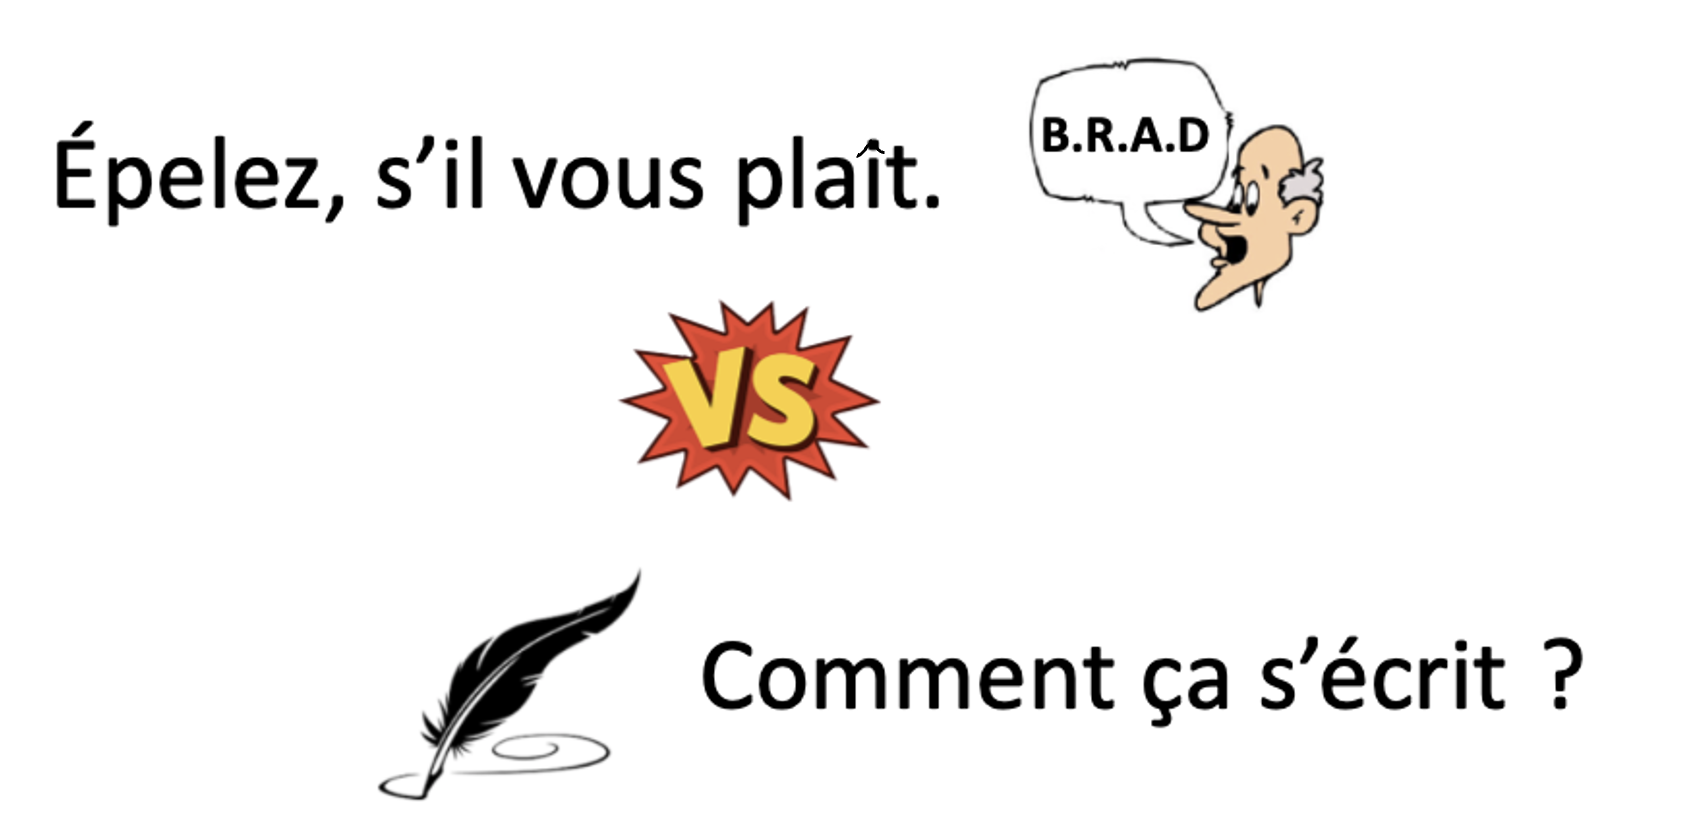 Épelez, s’il vous plaît.
B.R.A.D
VS
Comment ça s’écrit ?